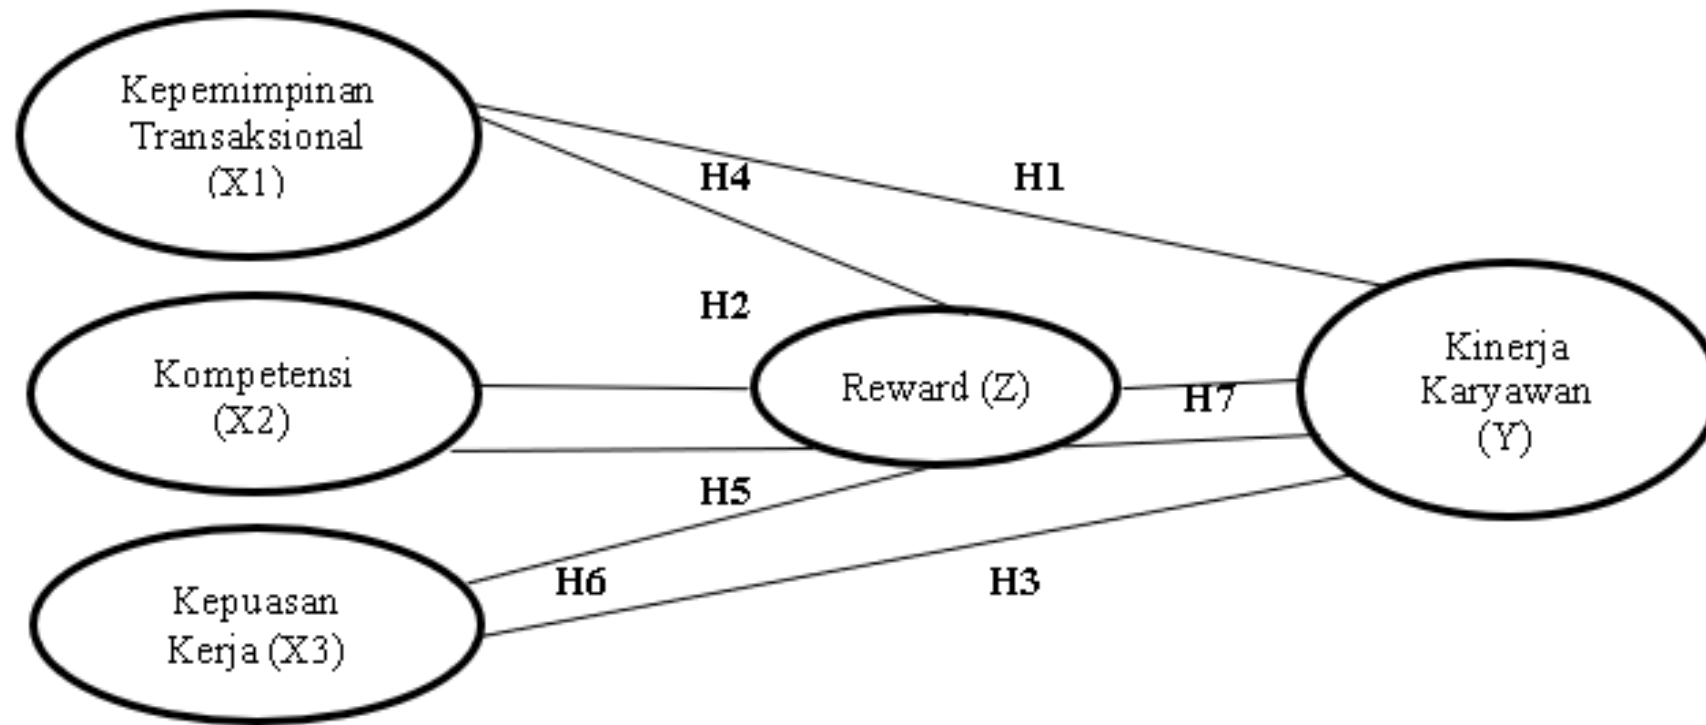 Kepemimpinan
Transaksional
(X1)
H4
H1
H2
Kompetensi
(X2)
Reward (Z)
H7
Kinerja
Karyawan
(Y)
H5
Kepuasan
Kerja (X3)
H6
H3